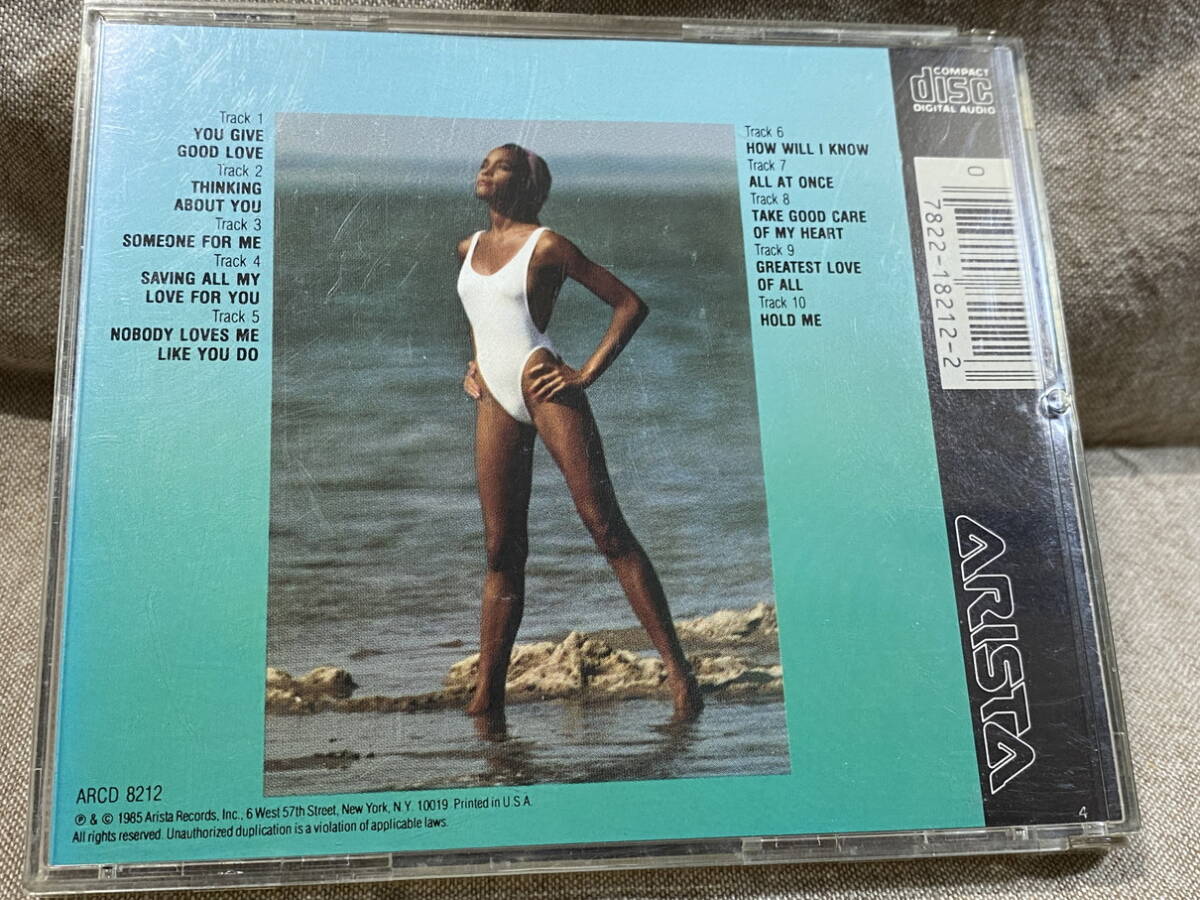 Track 1
YOU GIVE
GOOD LOVE
Track 2
THINKING
ABOUT YOU
Track 3
SOMEONE FOR ME
Track 4
SAVING ALL MY
LOVE FOR YOU
Track 5
NOBODY LOVES ME
LIKE YOU DO
Track 6
HOW WILL I KNOW
Track 7
ALL AT ONCE
Track 8
TAKE GOOD CARE
OF MY HEART
Track 9
GREATEST LOVE
OF ALL
Track 10
HOLD ME
COMPACT
disc
DIGITAL AUDIO
0
7822-18212-2
ARISTA
4
ARCD 8212
℗ & © 1985 Arista Records, Inc., 6 West 57th Street, New York, N.Y. 10019 Printed in U.S.A.
All rights reserved. Unauthorized duplication is a violation of applicable laws.